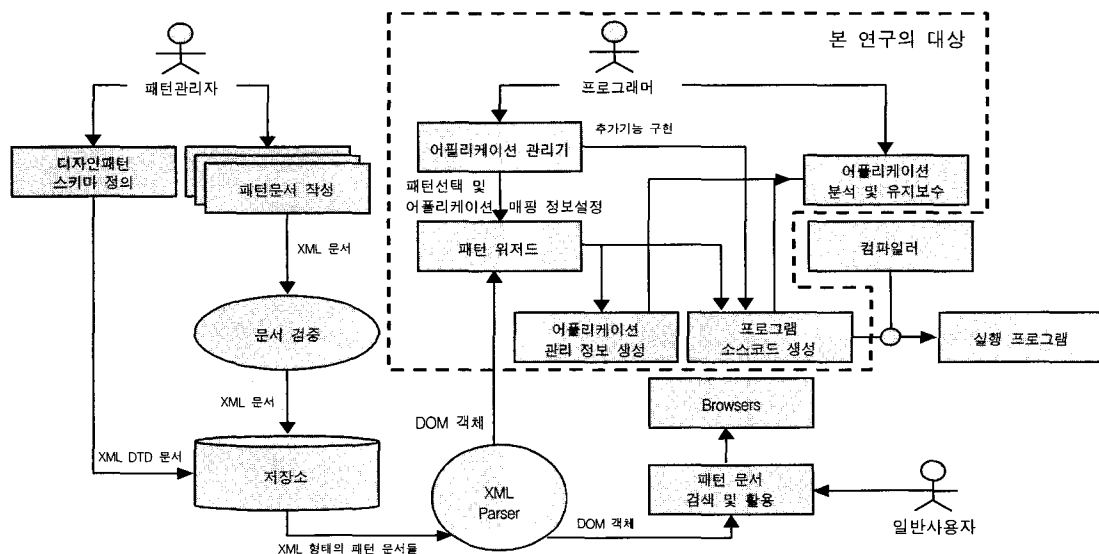 본 연구의 대상
패턴관리자
프로그래머
디자인패턴
스키마 정의
패턴문서 작성
어플리케이션 관리기
추가기능 구현
어플리케이션
분석 및 유지보수
패턴선택 및
어플리케이션 매핑 정보설정
XML 문서
패턴 위저드
컴파일러
문서 검증
어플리케이션
관리 정보 생성
프로그램
소스코드 생성
실행 프로그램
XML 문서
DOM 객체
Browsers
XML DTD 문서
저장소
XML
Parser
패턴 문서
검색 및 활용
일반사용자
DOM 객체
XML 형태의 패턴 문서들